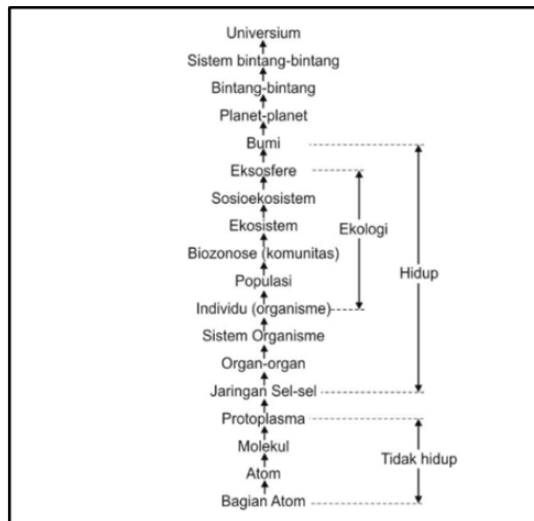 Universium
Sistem bintang-bintang
Bintang-bintang
Planet-planet
Bumi
Eksosfere
Sosioekosistem
Ekosistem
Ekologi
Biozonose (komunitas)
Hidup
Populasi
Individu (organisme)
Sistem Organisme
Organ-organ
Jaringan Sel-sel
Protoplasma
Molekul
Tidak hidup
Atom
Bagian Atom